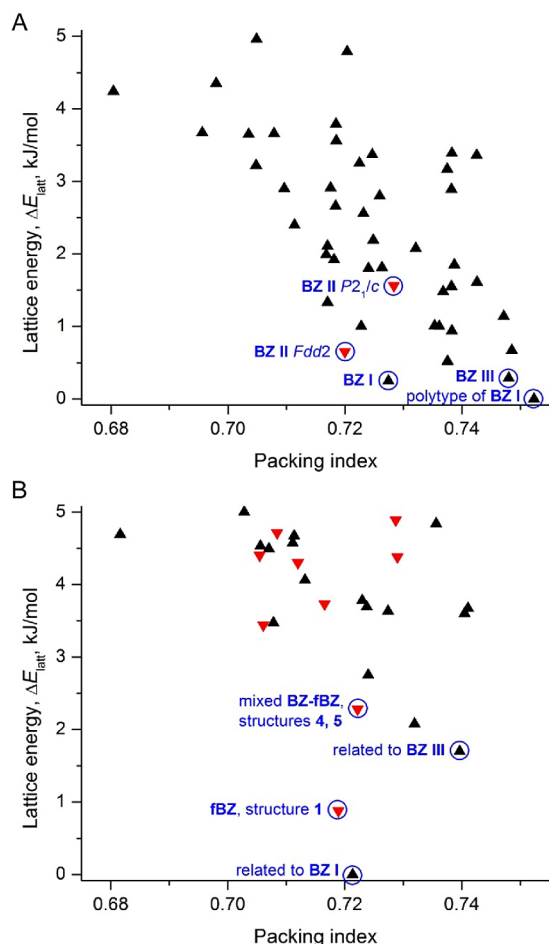 A
5
4
3
2
1
0
Lattice energy, ΔE_latt, kJ/mol
BZ II P2₁/c
BZ II Fdd2
BZ I
BZ III
polytype of BZ I
0.68
0.70
0.72
0.74
Packing index
B
5
4
3
2
1
0
Lattice energy, ΔE_latt, kJ/mol
mixed BZ-fBZ,
structures 4, 5
related to BZ III
fBZ, structure 1
related to BZ I
0.68
0.70
0.72
0.74
Packing index